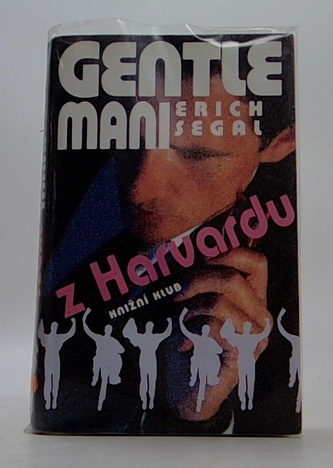 GENTLE
MANI
ERICH
SEGAL
z Harvardu
KNIŽNÍ KLUB